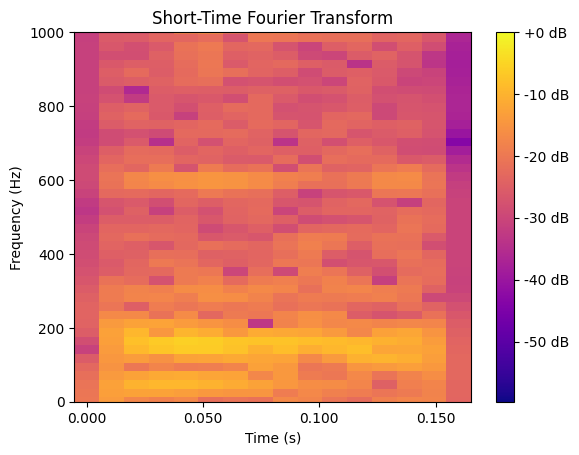 Short-Time Fourier Transform
1000
800
600
400
200
0
Frequency (Hz)
0.000 0.050 0.100 0.150
Time (s)
+0 dB
-10 dB
-20 dB
-30 dB
-40 dB
-50 dB